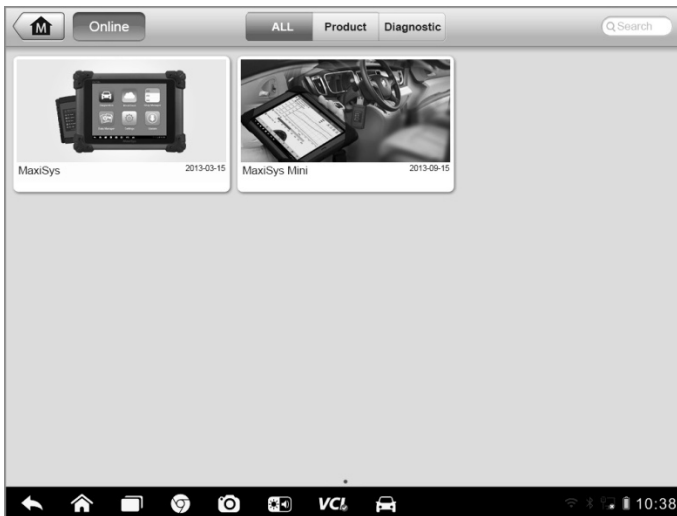 M
Online
ALL Product Diagnostic
Search
MaxiSys 2013-03-15
MaxiSys Mini 2013-09-15
VCI
10:38